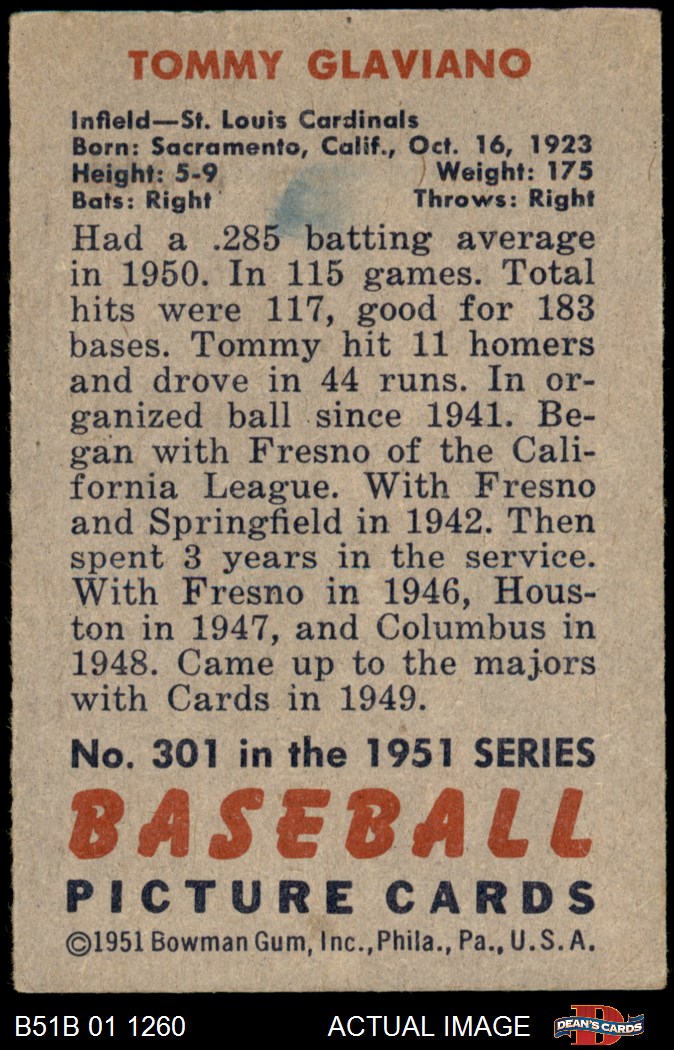 TOMMY GLAVIANO
Infield—St. Louis Cardinals
Born: Sacramento, Calif., Oct. 16, 1923
Height: 5-9 Weight: 175
Bats: Right Throws: Right
Had a .285 batting average
in 1950. In 115 games. Total
hits were 117, good for 183
bases. Tommy hit 11 homers
and drove in 44 runs. In or-
ganized ball since 1941. Be-
gan with Fresno of the Cali-
fornia League. With Fresno
and Springfield in 1942. Then
spent 3 years in the service.
With Fresno in 1946, Hous-
ton in 1947, and Columbus in
1948. Came up to the majors
with Cards in 1949.
No. 301 in the 1951 SERIES
BASEBALL
PICTURE CARDS
©1951 Bowman Gum, Inc., Phila., Pa., U.S.A.
B51B 01 1260 ACTUAL IMAGE D DEAN'S CARDS